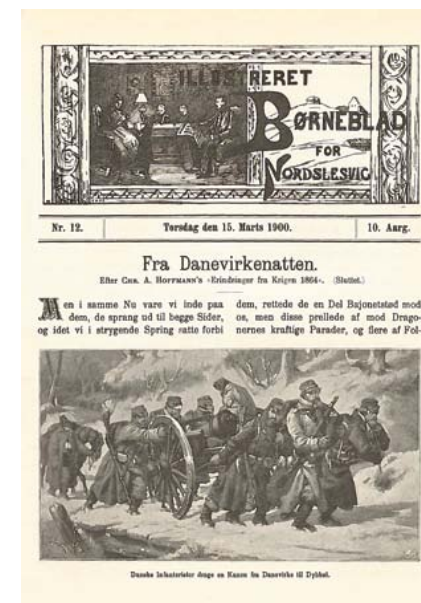 ILLUSTRERET
BØRNEBLAD
FOR
NORDSLESVIG
Nr. 12.
Torsdag den 15. Marts 1900.
10. Aarg.
Fra Danevirkenatten.
Efter CHR. A. HOFFMANN's »Erindringer fra Krigen 1864«. (Sluttet.)
Men i samme Nu vare vi inde paa
dem, de sprang ud til begge Sider,
og idet vi i strygende Spring satte forbi
dem, rettede de en Del Bajonetstød mod
os, men disse prellede af mod Drago-
nernes kraftige Parader, og flere af Fol-
Danske Infanterister drage en Kanon fra Danevirke til Dybbøl.